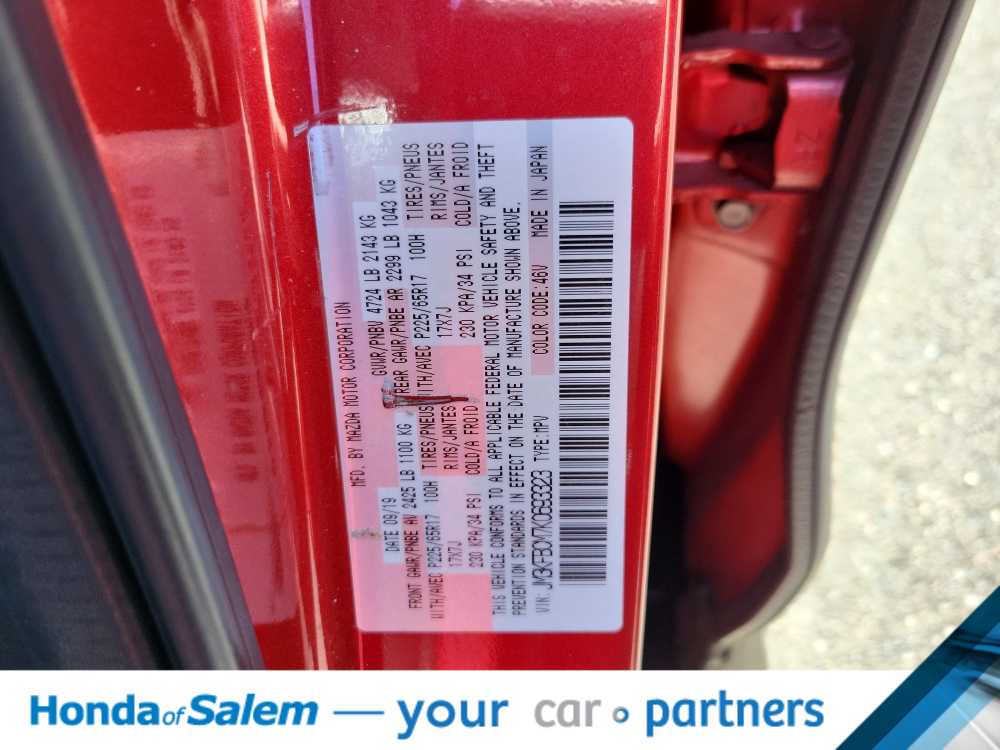 MFD. BY MAZDA MOTOR CORPORATION
DATE 09/19 GVWR/PNBV 4724 LB 2143 KG
FRONT GAWR/PNBE AV 2425 LB 1100 KG REAR GAWR/PNBE AR 2299 LB 1043 KG
WITH/AVEC P225/65R17 100H TIRES/PNEUS WITH/AVEC P225/65R17 100H TIRES/PNEUS
17X7J RIMS/JANTES 17X7J RIMS/JANTES
230 KPA/34 PSI COLD/A FROID 230 KPA/34 PSI COLD/A FROID
THIS VEHICLE CONFORMS TO ALL APPLICABLE FEDERAL MOTOR VEHICLE SAFETY AND THEFT
PREVENTION STANDARDS IN EFFECT ON THE DATE OF MANUFACTURE SHOWN ABOVE.
VIN: JM3KFBCM7K0693323 TYPE:MPV COLOR CODE:46V MADE IN JAPAN
Honda of Salem — your car partners